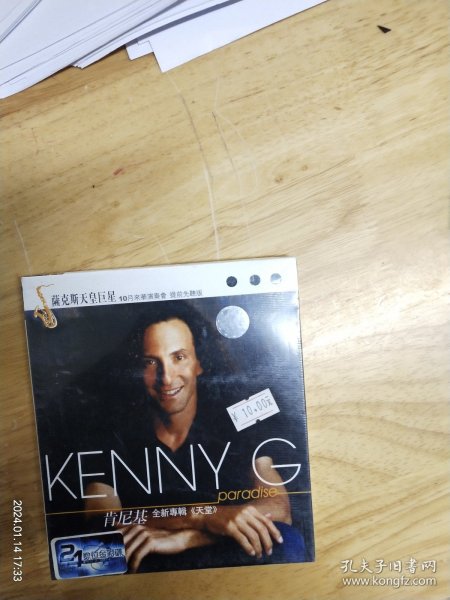 薩克斯天皇巨星 10月來華演奏會 提前先聽版
¥ 10.00元
KENNY G
paradise
肯尼基 全新專輯《天堂》
24
2024.01.14 17:33
孔夫子旧书网
www.kongfz.com